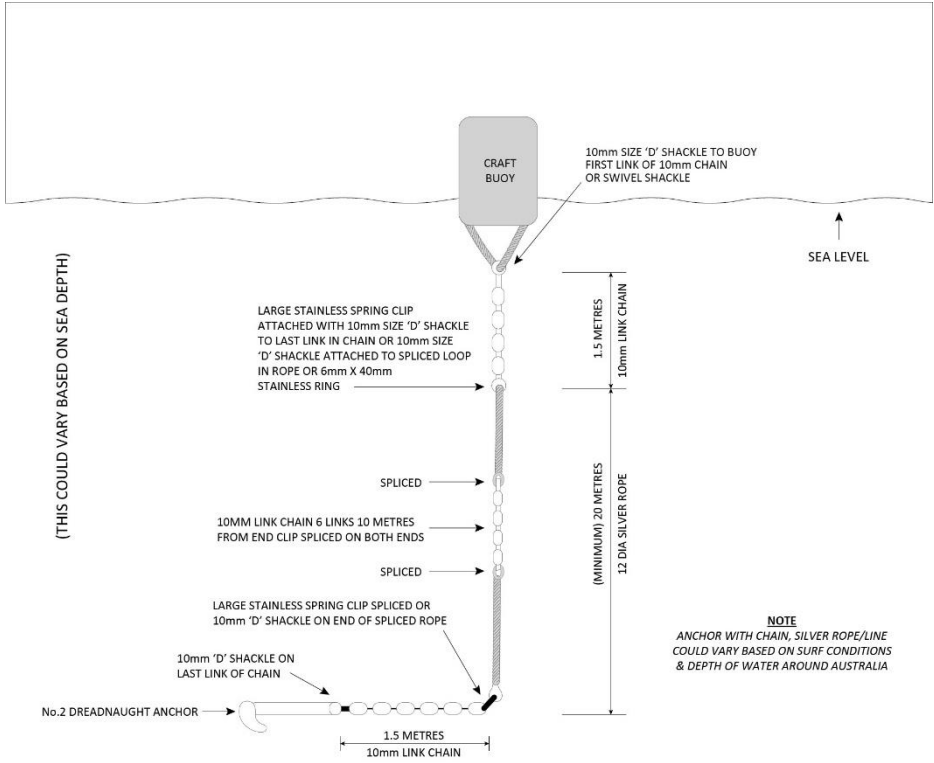 CRAFT
BUOY
10mm SIZE ‘D’ SHACKLE TO BUOY
FIRST LINK OF 10mm CHAIN
OR SWIVEL SHACKLE
SEA LEVEL
(THIS COULD VARY BASED ON SEA DEPTH)
LARGE STAINLESS SPRING CLIP
ATTACHED WITH 10mm SIZE ‘D’ SHACKLE
TO LAST LINK IN CHAIN OR 10mm SIZE
‘D’ SHACKLE ATTACHED TO SPLICED LOOP
IN ROPE OR 6mm X 40mm
STAINLESS RING
1.5 METRES
10mm LINK CHAIN
SPLICED
10MM LINK CHAIN 6 LINKS 10 METRES
FROM END CLIP SPLICED ON BOTH ENDS
SPLICED
(MINIMUM) 20 METRES
12 DIA SILVER ROPE
LARGE STAINLESS SPRING CLIP SPLICED OR
10mm ‘D’ SHACKLE ON END OF SPLICED ROPE
NOTE
ANCHOR WITH CHAIN, SILVER ROPE/LINE
COULD VARY BASED ON SURF CONDITIONS
& DEPTH OF WATER AROUND AUSTRALIA
10mm ‘D’ SHACKLE ON
LAST LINK OF CHAIN
No.2 DREADNAUGHT ANCHOR
1.5 METRES
10mm LINK CHAIN